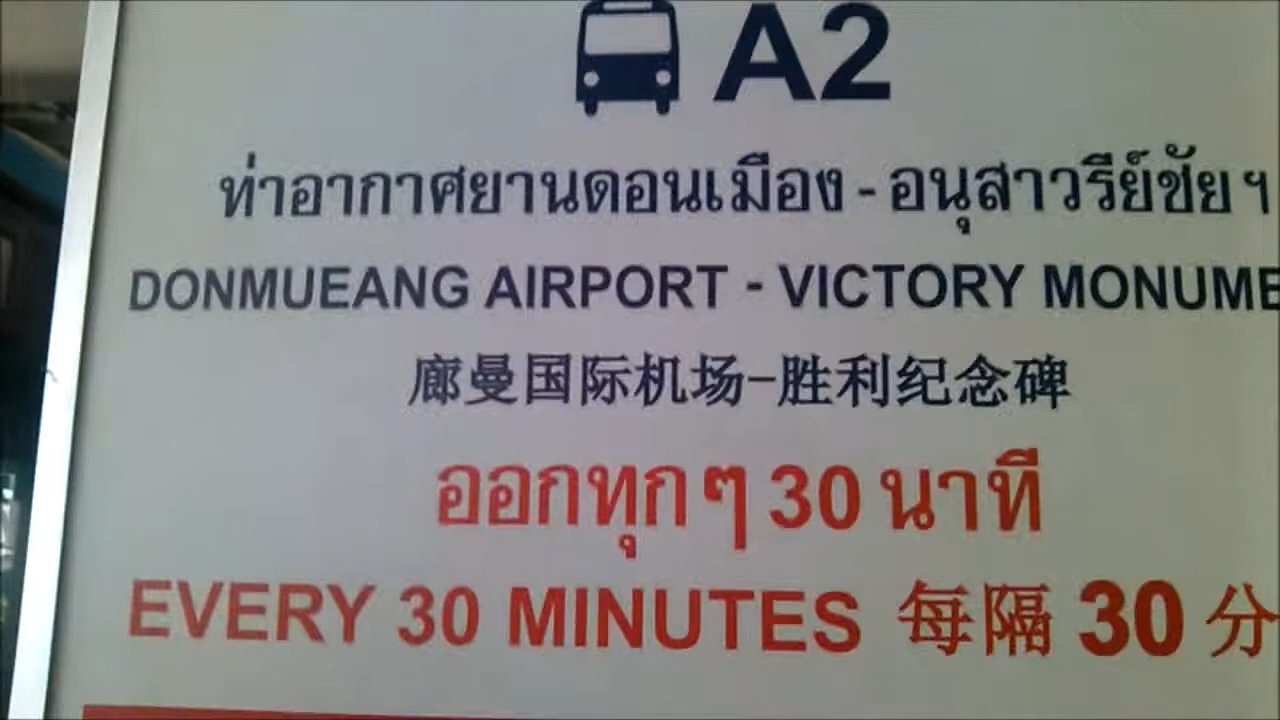 A2
ท่าอากาศยานดอนเมือง - อนุสาวรีย์ชัยฯ
DONMUEANG AIRPORT - VICTORY MONUME
廊曼国际机场-胜利纪念碑
ออกทุกๆ 30 นาที
EVERY 30 MINUTES 每隔 30 分